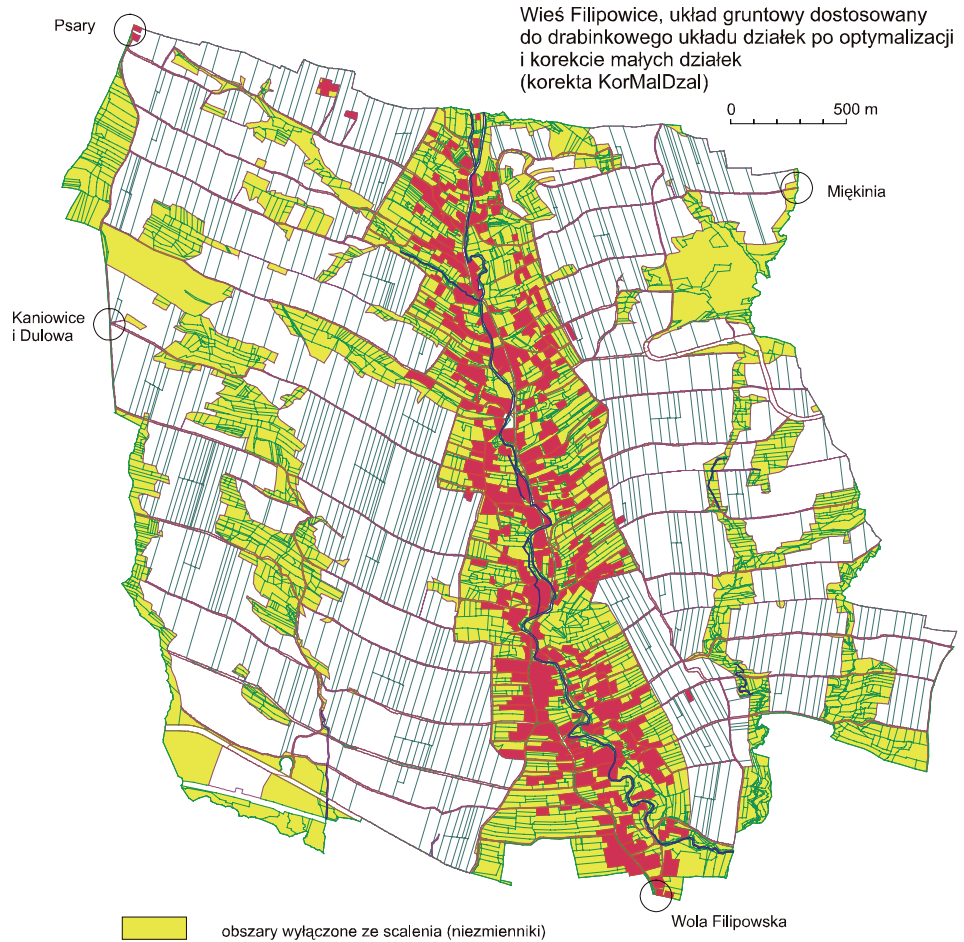 Wieś Filipowice, układ gruntowy dostosowany
do drabinkowego układu działek po optymalizacji
i korekcie małych działek
(korekta KorMalDzal)
0 500 m
Psary
Miękinia
Kaniowice
i Dulowa
Wola Filipowska
obszary wyłączone ze scalenia (niezmienniki)